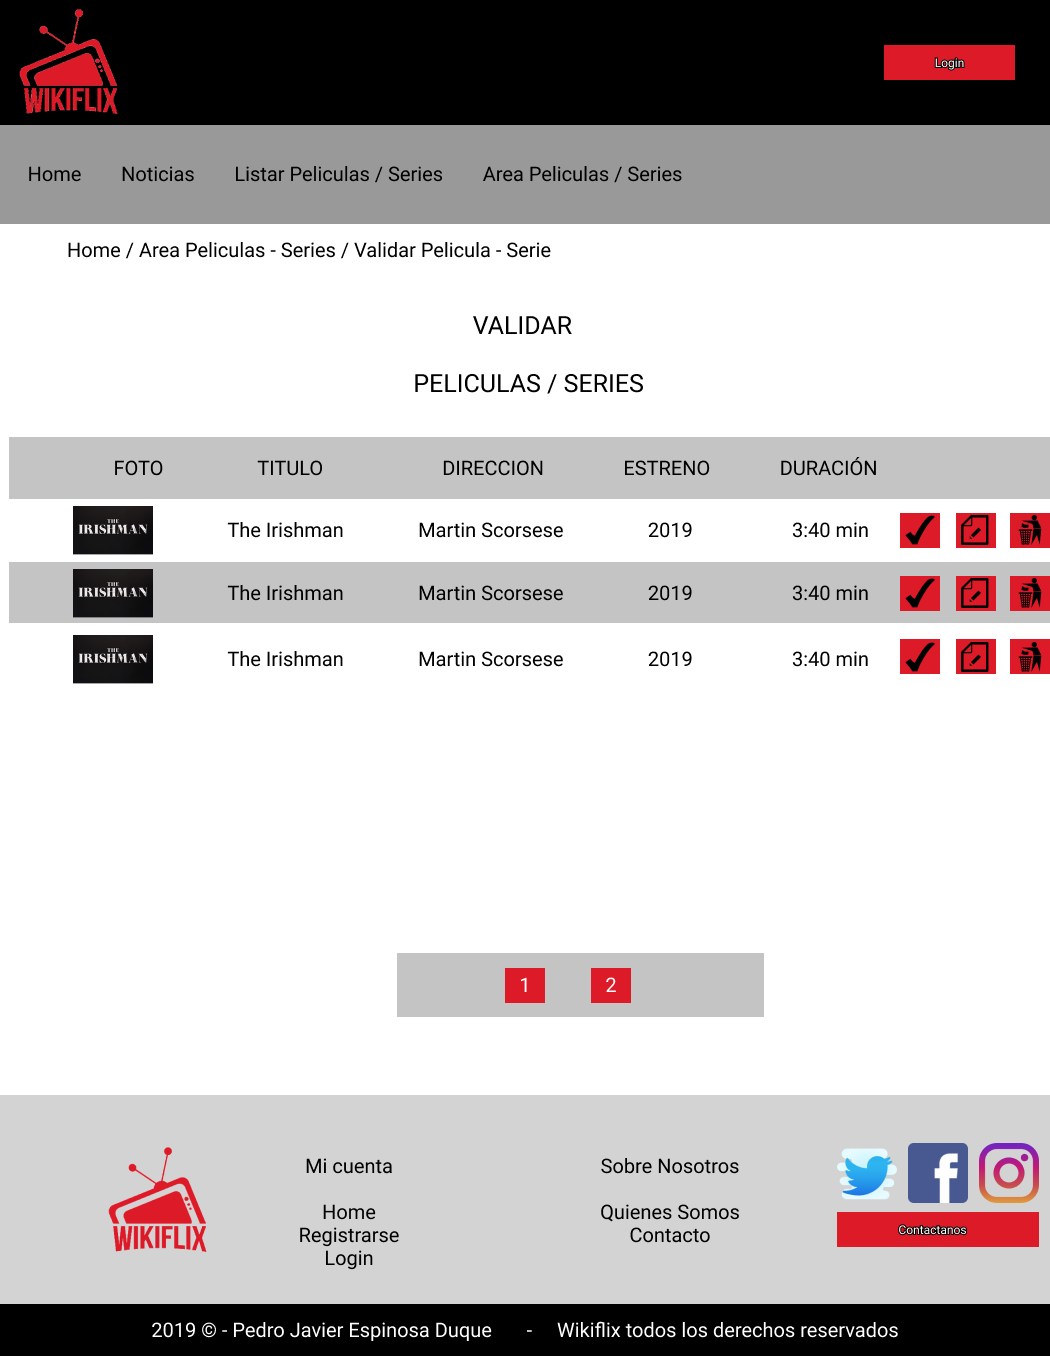 WIKIFLIX
Login
Home Noticias Listar Peliculas / Series Area Peliculas / Series
Home / Area Peliculas - Series / Validar Pelicula - Serie
VALIDAR
PELICULAS / SERIES
FOTO TITULO DIRECCION ESTRENO DURACIÓN
THE
IRISHMAN
The Irishman Martin Scorsese 2019 3:40 min
THE
IRISHMAN
The Irishman Martin Scorsese 2019 3:40 min
THE
IRISHMAN
The Irishman Martin Scorsese 2019 3:40 min
1 2
WIKIFLIX
Mi cuenta
Home
Registrarse
Login
Sobre Nosotros
Quienes Somos
Contacto
Contactanos
2019 © - Pedro Javier Espinosa Duque - Wikiflix todos los derechos reservados